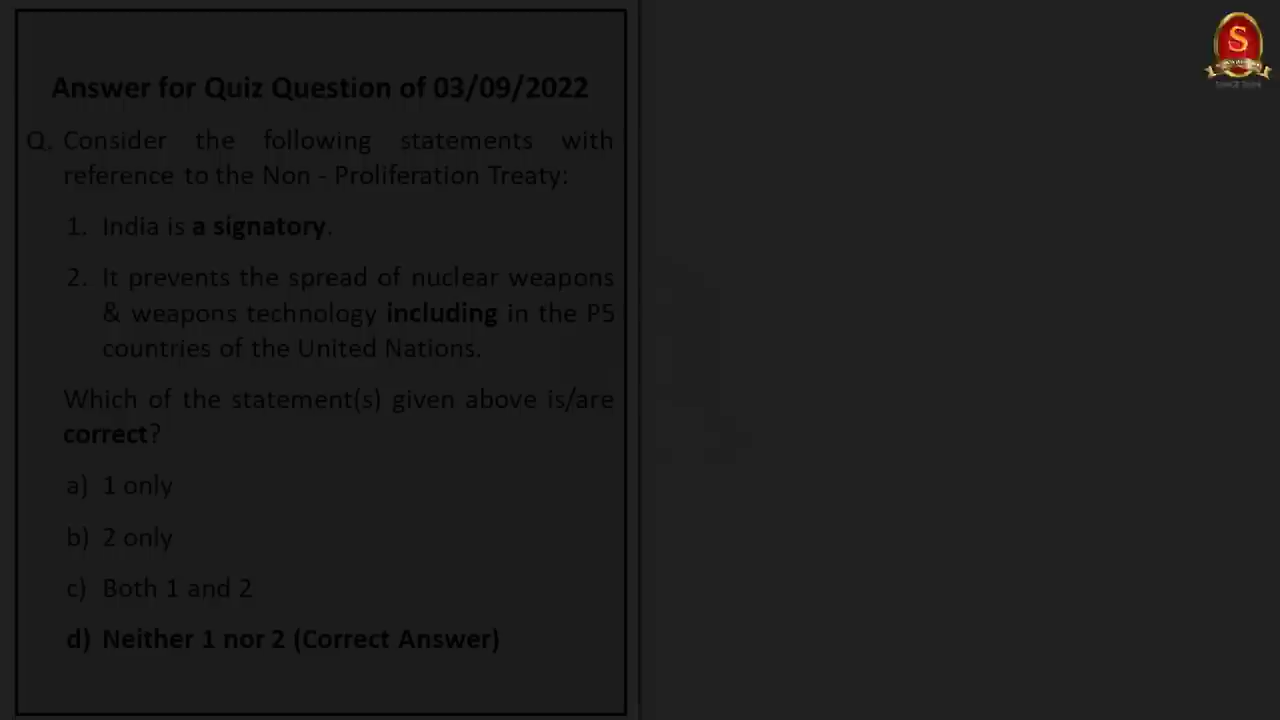 Answer for Quiz Question of 03/09/2022
Q. Consider the following statements with
reference to the Non - Proliferation Treaty:
1. India is a signatory.
2. It prevents the spread of nuclear weapons
& weapons technology including in the P5
countries of the United Nations.
Which of the statement(s) given above is/are
correct?
a) 1 only
b) 2 only
c) Both 1 and 2
d) Neither 1 nor 2 (Correct Answer)
S